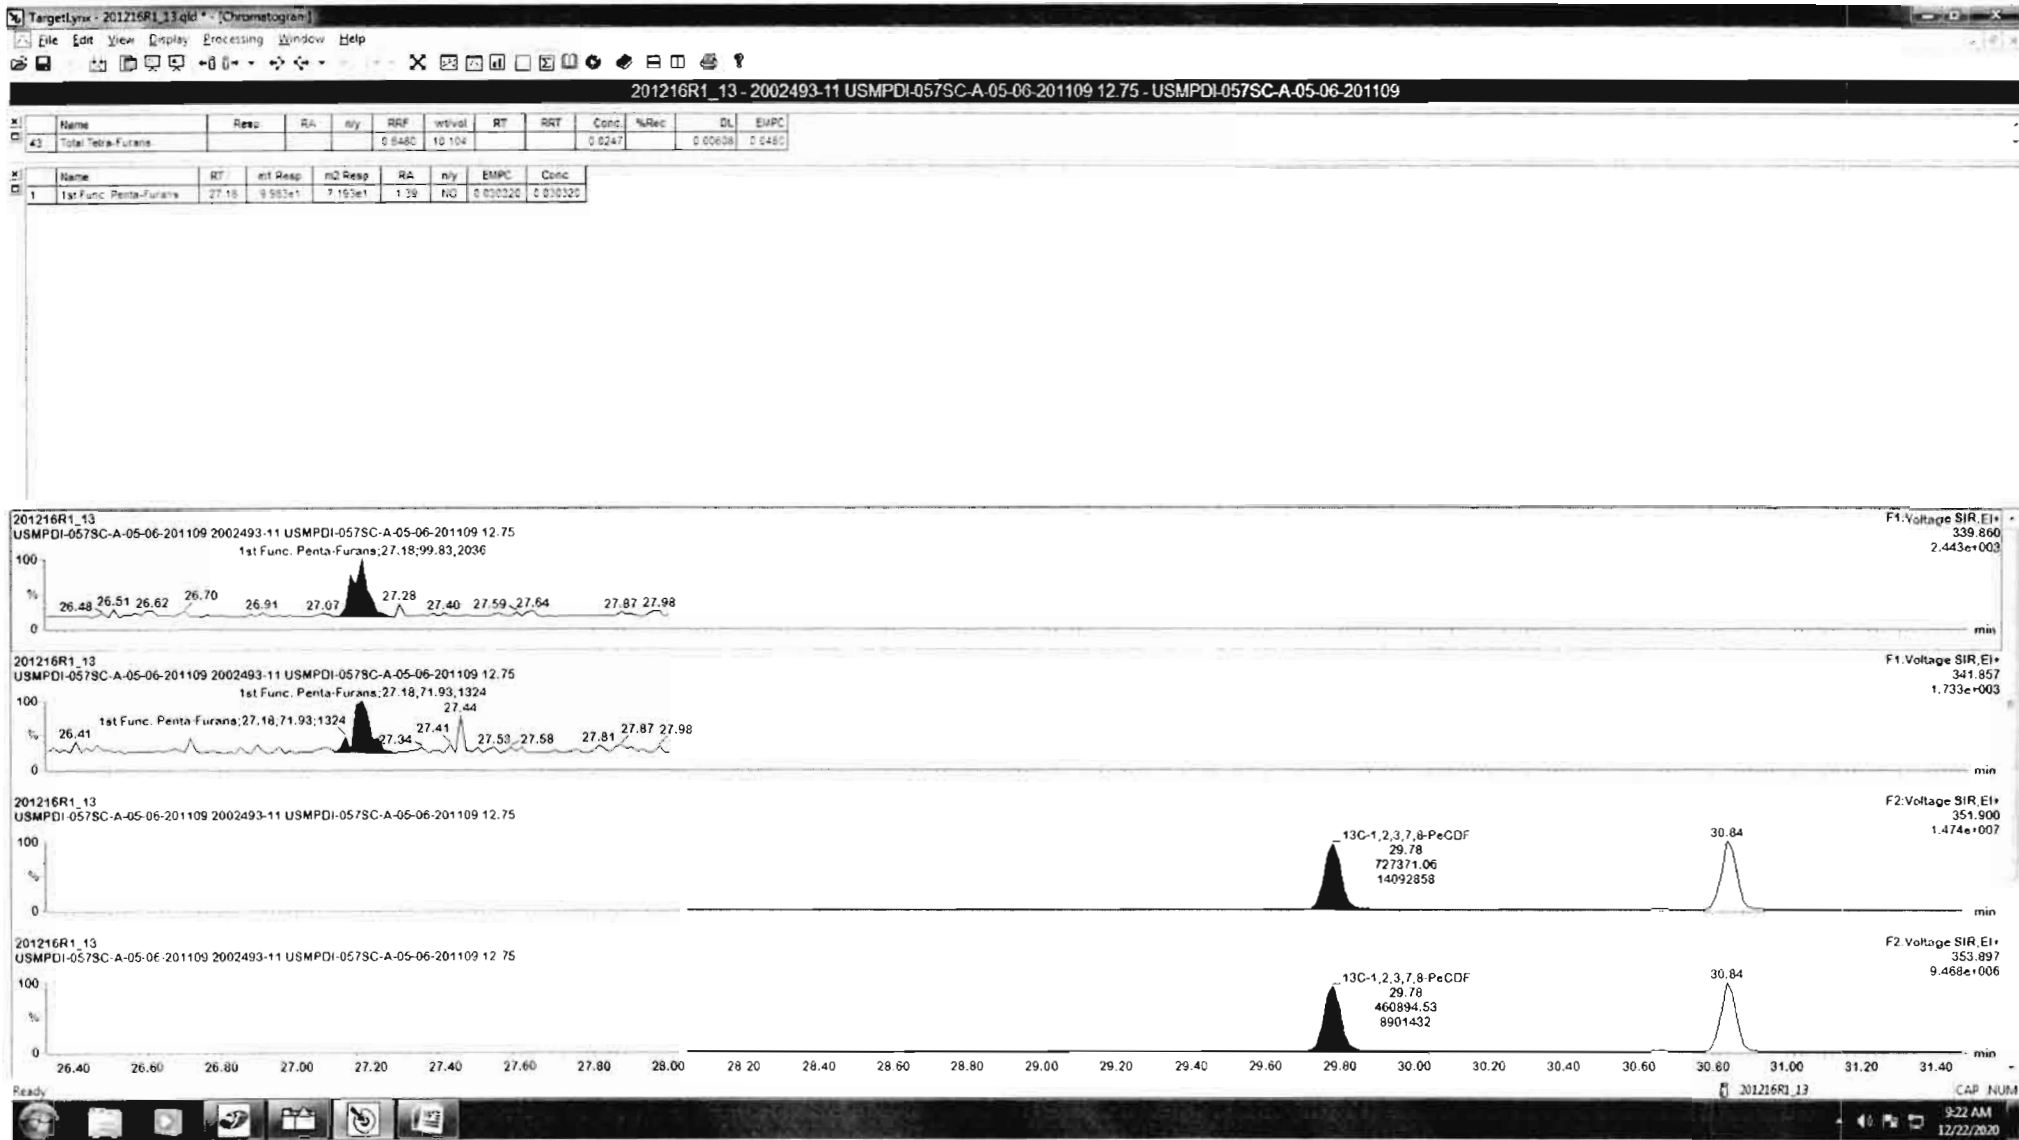 TargetLynx - 201216R1_13.qld * - [Chromatogram]
File Edit View Display Processing Window Help
201216R1_13 - 2002493-11 USMPDI-057SC-A-05-06-201109 12.75 - USMPDI-057SC-A-05-06-201109
Name Resp RA n/y RRF wt/vol RT RRT Conc. %Rec DL EMPC
43 Total Tetra-Furans 10.104 0.0247 0.00608
Name RT m1 Resp m2 Resp RA n/y EMPC Conc.
1 1st Func. Penta-Furans 27.18 9.983e1 7.193e1 1.39 NO 0.030320 0.030320
201216R1_13
USMPDI-057SC-A-05-06-201109 2002493-11 USMPDI-057SC-A-05-06-201109 12.75
F1:Voltage SIR,EI+
339.860
2.443e+003
1st Func. Penta-Furans;27.18;99.83;2036
100
%
0
26.48 26.51 26.62 26.70 26.91 27.07 27.28 27.40 27.59 27.64 27.87 27.98
min
201216R1_13
USMPDI-057SC-A-05-06-201109 2002493-11 USMPDI-057SC-A-05-06-201109 12.75
F1:Voltage SIR,EI+
341.857
1.733e+003
1st Func. Penta-Furans;27.18;71.93;1324
100
%
0
1st Func. Penta-Furans;27.18;71.93;1324
26.41 27.34 27.41 27.44 27.53 27.58 27.81 27.87 27.98
min
201216R1_13
USMPDI-057SC-A-05-06-201109 2002493-11 USMPDI-057SC-A-05-06-201109 12.75
F2:Voltage SIR,EI+
351.900
1.474e+007
100
%
0
13C-1,2,3,7,8-PeCDF
29.78
727371.06
14092858
30.84
min
201216R1_13
USMPDI-057SC-A-05-06-201109 2002493-11 USMPDI-057SC-A-05-06-201109 12.75
F2:Voltage SIR,EI+
353.897
9.468e+006
100
%
0
13C-1,2,3,7,8-PeCDF
29.78
460894.53
8901432
30.84
min
26.40 26.60 26.80 27.00 27.20 27.40 27.60 27.80 28.00 28.20 28.40 28.60 28.80 29.00 29.20 29.40 29.60 29.80 30.00 30.20 30.40 30.60 30.80 31.00 31.20 31.40
Ready
201216R1_13
CAP NUM
9:22 AM
12/22/2020